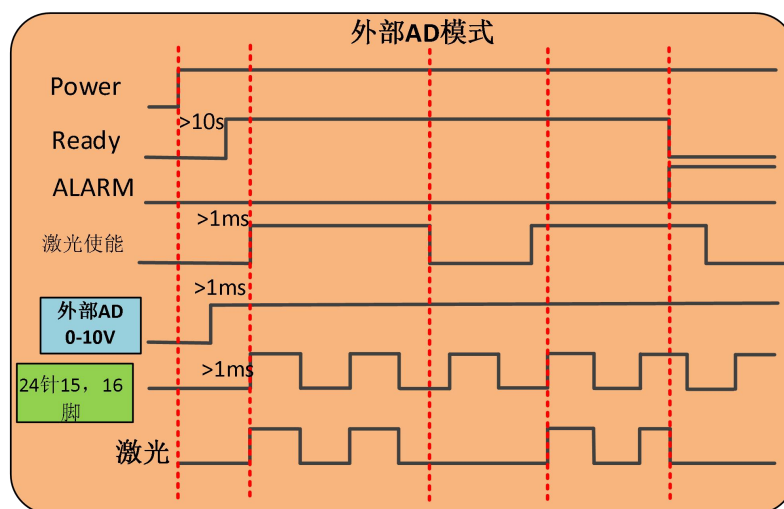 外部AD模式
Power
>10s
Ready
ALARM
>1ms
激光使能
>1ms
外部AD
0-10V
>1ms
24针15，16
脚
激光